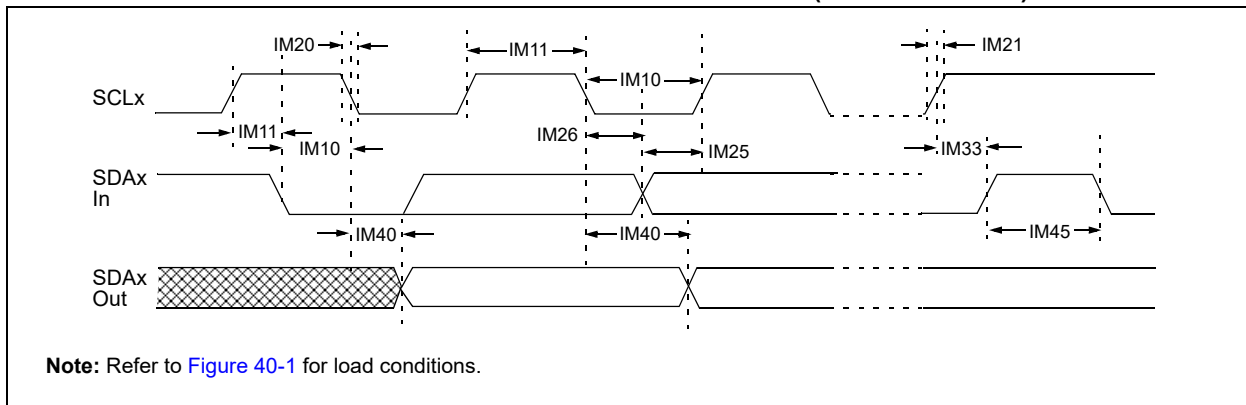 IM20
IM11
IM21
IM10
SCLx
IM11
IM10
IM26
IM25
IM33
SDAx
In
IM40
IM40
IM45
SDAx
Out
Note: Refer to Figure 40-1 for load conditions.